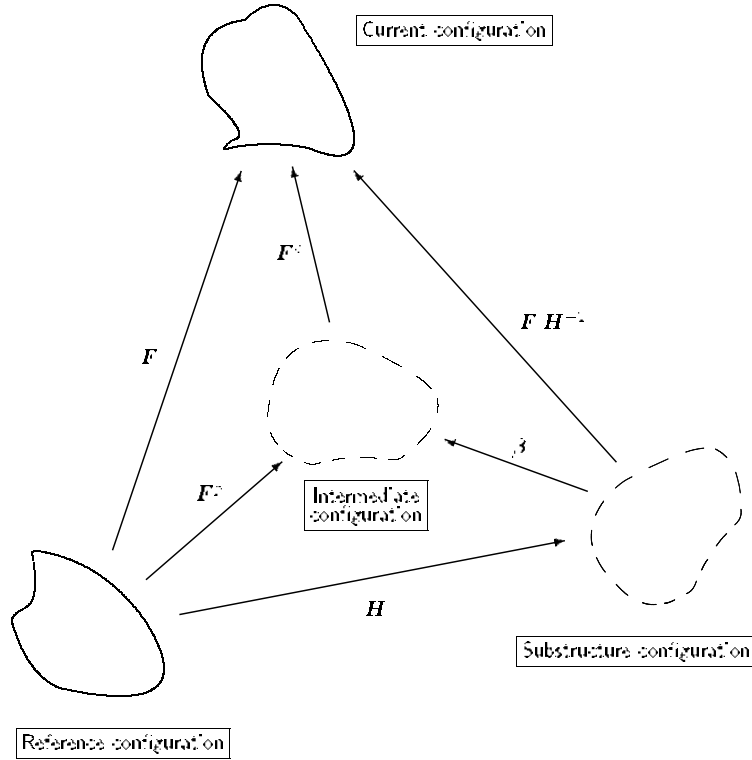 Current configuration
F
F H⁻¹
F
β
F
Intermediate
configuration
H
Substructure configuration
Reference configuration